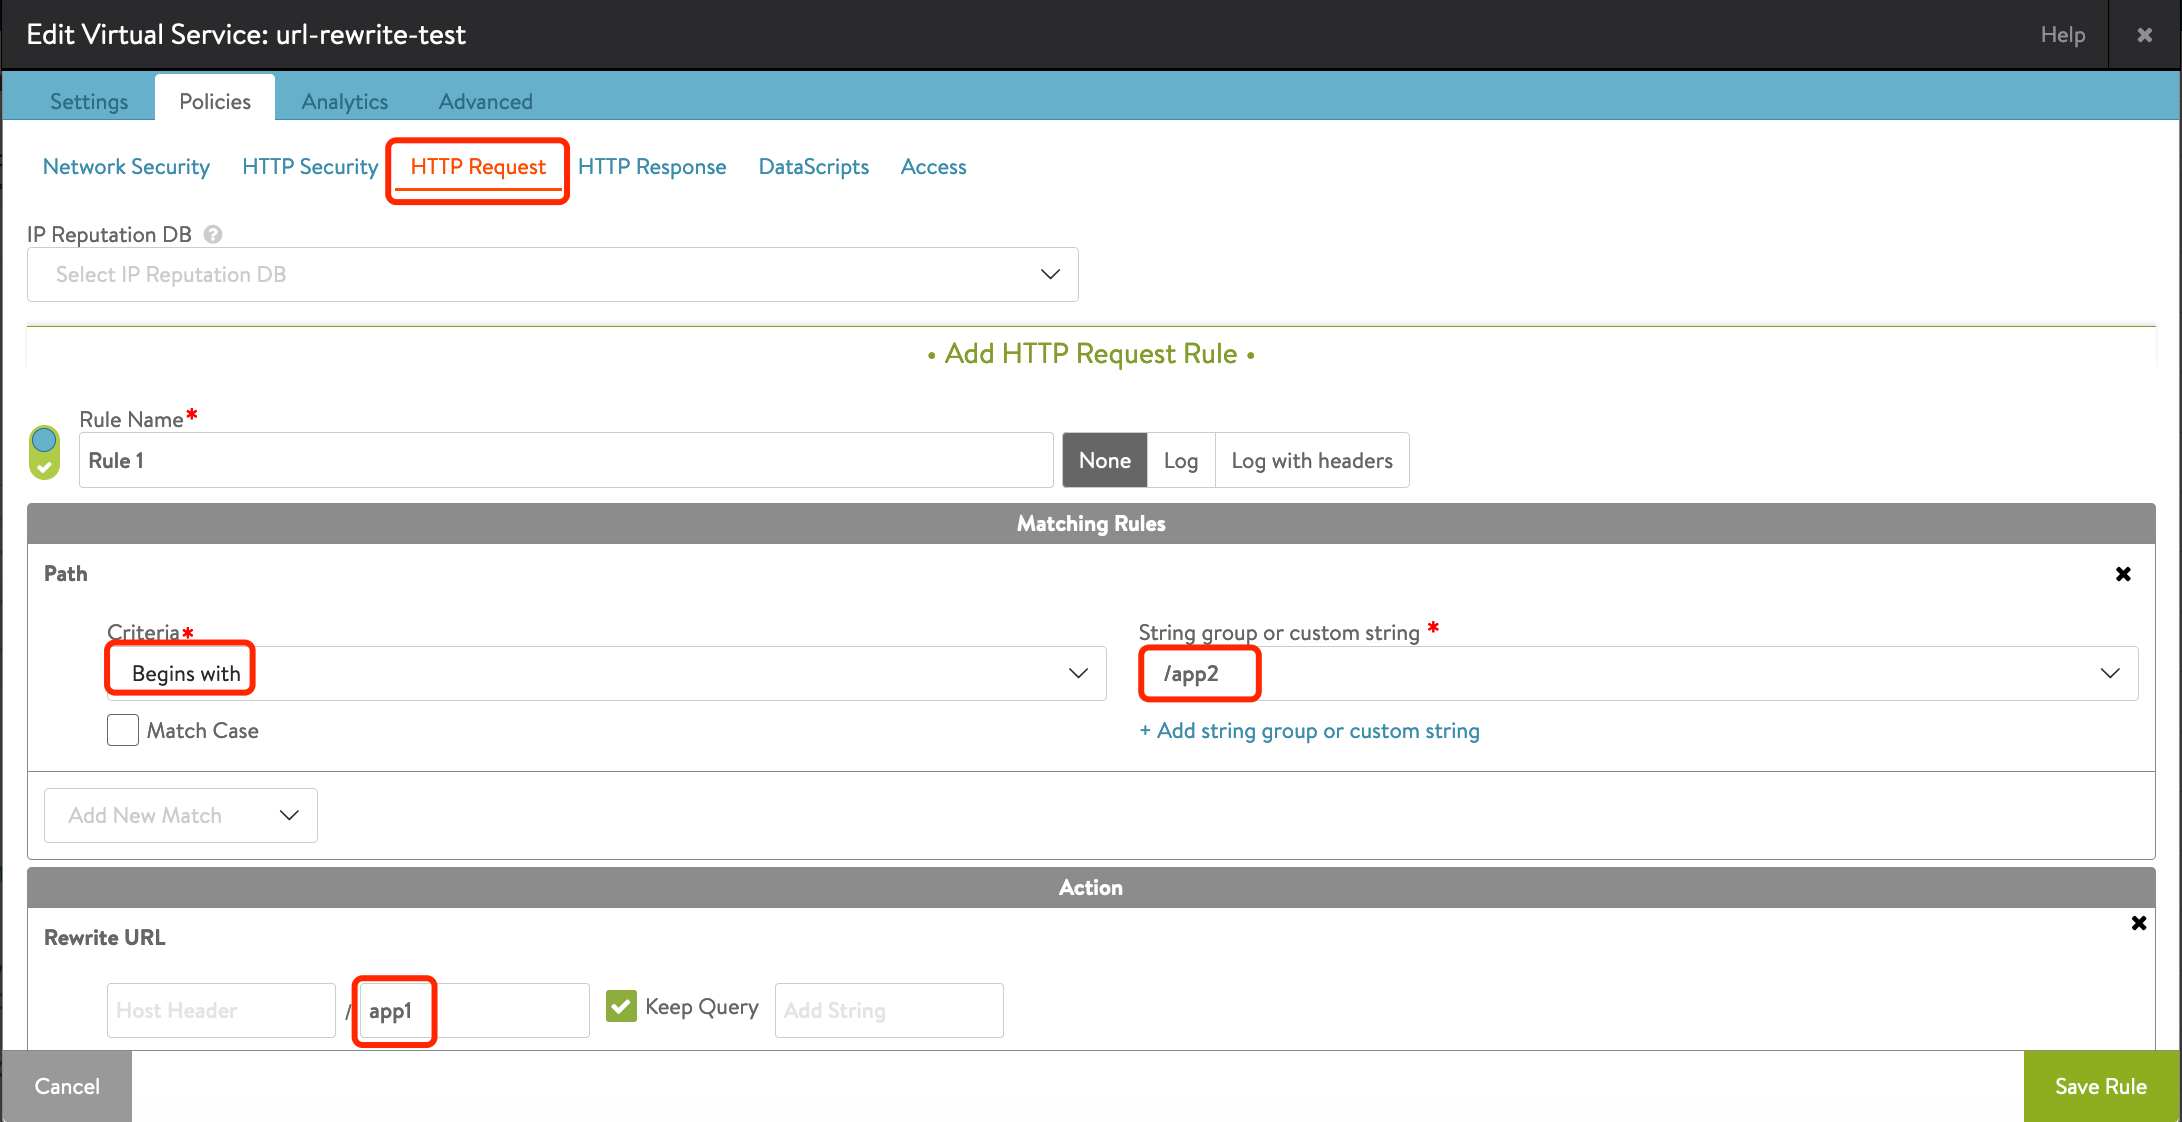 Edit Virtual Service: url-rewrite-test Help ✖
Settings Policies Analytics Advanced
Network Security HTTP Security HTTP Request HTTP Response DataScripts Access
IP Reputation DB ?
Select IP Reputation DB
• Add HTTP Request Rule •
Rule Name*
Rule 1 None Log Log with headers
Matching Rules
Path
Criteria* String group or custom string *
Begins with /app2
Match Case + Add string group or custom string
Add New Match
Action
Rewrite URL
Host Header / app1 Keep Query Add String
Cancel Save Rule